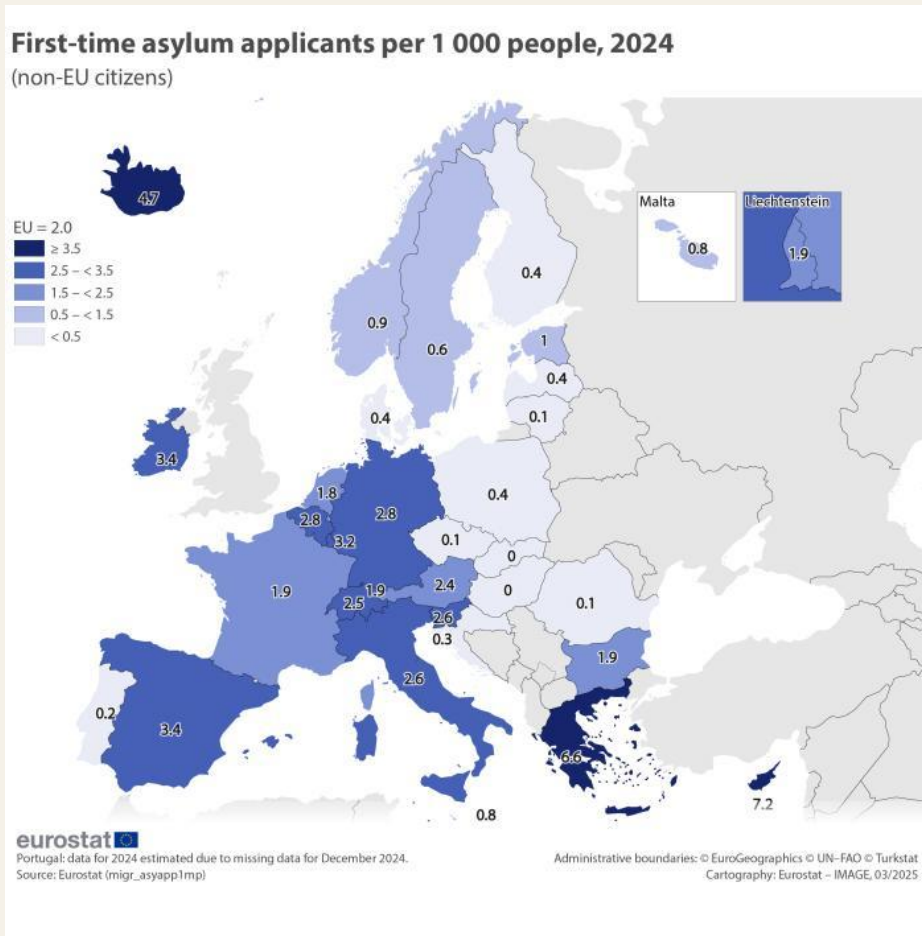 First-time asylum applicants per 1 000 people, 2024
(non-EU citizens)
4.7
EU = 2.0
≥ 3.5
2.5 – < 3.5
1.5 – < 2.5
0.5 – < 1.5
< 0.5
Malta
0.8
Liechtenstein
1.9
0.4
0.9
0.6
1
0.4
0.4
0.1
3.4
1.8
2.8
2.8
3.2
0.4
0.1
0
1.9
2.5
1.9
2.4
0
2.6
0.3
0.1
1.9
0.2
3.4
2.6
6.6
7.2
0.8
eurostat
Portugal: data for 2024 estimated due to missing data for December 2024.
Source: Eurostat (migr_asyapp1mp)
Administrative boundaries: © EuroGeographics © UN–FAO © Turkstat
Cartography: Eurostat – IMAGE, 03/2025